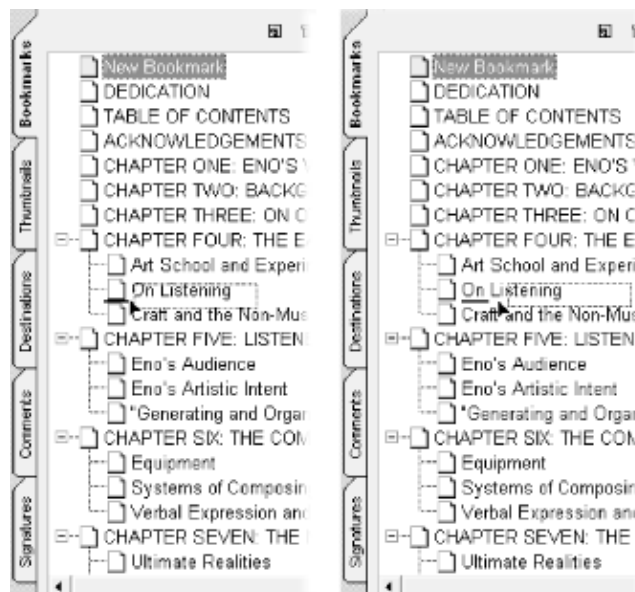 Bookmarks
Thumbnails
Destinations
Comments
Signatures
New Bookmark
DEDICATION
TABLE OF CONTENTS
ACKNOWLEDGEMENTS
CHAPTER ONE: ENO'S
CHAPTER TWO: BACKG
CHAPTER THREE: ON C
CHAPTER FOUR: THE E
Art School and Experi
On Listening
Craft and the Non-Mus
CHAPTER FIVE: LISTEN
Eno's Audience
Eno's Artistic Intent
"Generating and Organ
CHAPTER SIX: THE COM
Equipment
Systems of Composin
Verbal Expression and
CHAPTER SEVEN: THE
Ultimate Realities
Bookmarks
Thumbnails
Destinations
Comments
Signatures
New Bookmark
DEDICATION
TABLE OF CONTENTS
ACKNOWLEDGEMENTS
CHAPTER ONE: ENO'S
CHAPTER TWO: BACKG
CHAPTER THREE: ON C
CHAPTER FOUR: THE E
Art School and Experi
On Listening
Craft and the Non-Mus
CHAPTER FIVE: LISTEN
Eno's Audience
Eno's Artistic Intent
"Generating and Organ
CHAPTER SIX: THE COM
Equipment
Systems of Composin
Verbal Expression and
CHAPTER SEVEN: THE
Ultimate Realities